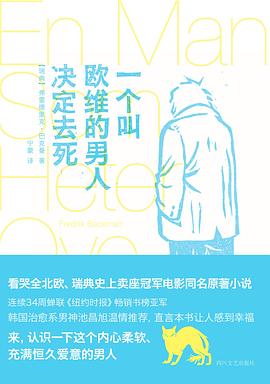 En Man
Som
Heter
Ove
一个叫
欧维的男人
决定去死
[瑞典] 弗雷德里克·巴克曼 著
宁蒙 译
Fredrik Backman
看哭全北欧、瑞典史上卖座冠军电影同名原著小说
连续34周蝉联《纽约时报》畅销书榜亚军
韩国治愈系男神池昌旭温情推荐,直言本书让人感到幸福
来,认识一下这个内心柔软、
充满恒久爱意的男人
四川文艺出版社